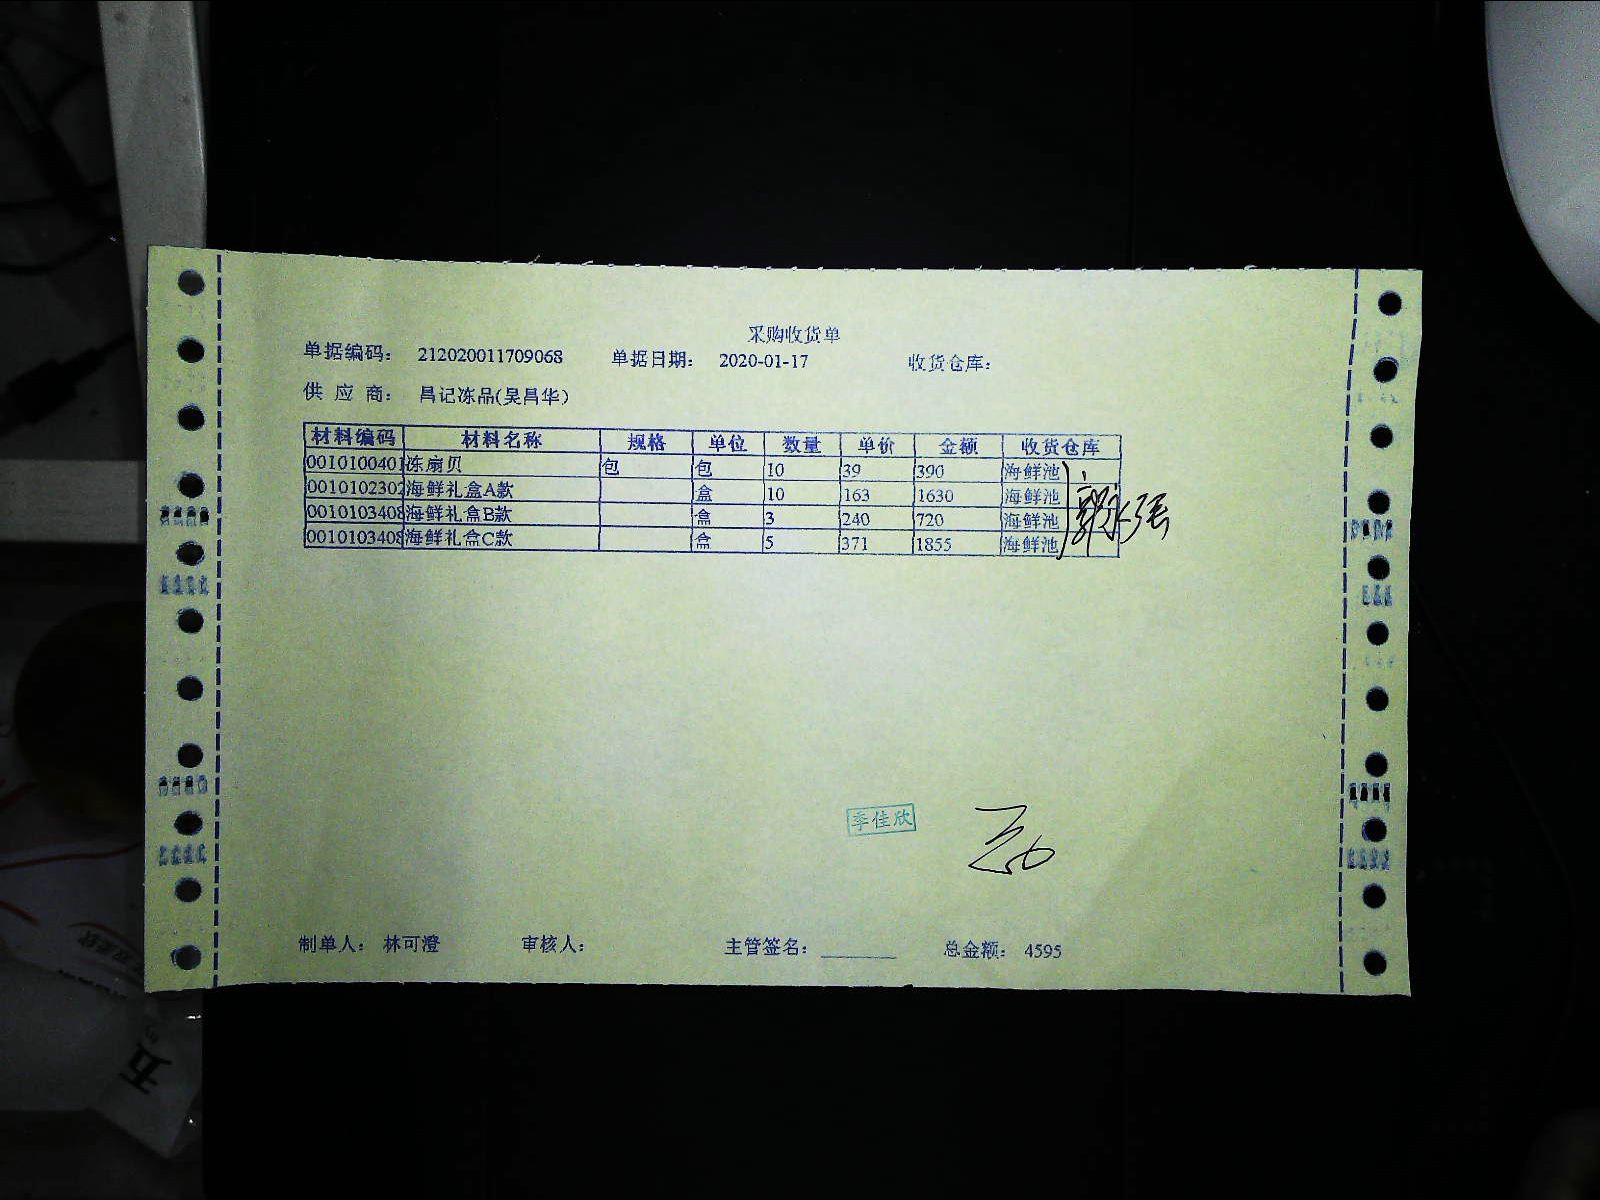 采购收货单
单据编码： 212020011709068 单据日期： 2020-01-17 收货仓库：
供 应 商： 昌记冻品(吴昌华)
材料编码 材料名称 规格 单位 数量 单价 金额 收货仓库
0010100401 冻扇贝 包 包 10 39 390 海鲜池
0010102302 海鲜礼盒A款 盒 10 163 1630 海鲜池
0010103408 海鲜礼盒B款 盒 3 240 720 海鲜池
0010103408 海鲜礼盒C款 盒 5 371 1855 海鲜池
季佳欣
制单人： 林可澄 审核人： 主管签名：________ 总金额： 4595
五